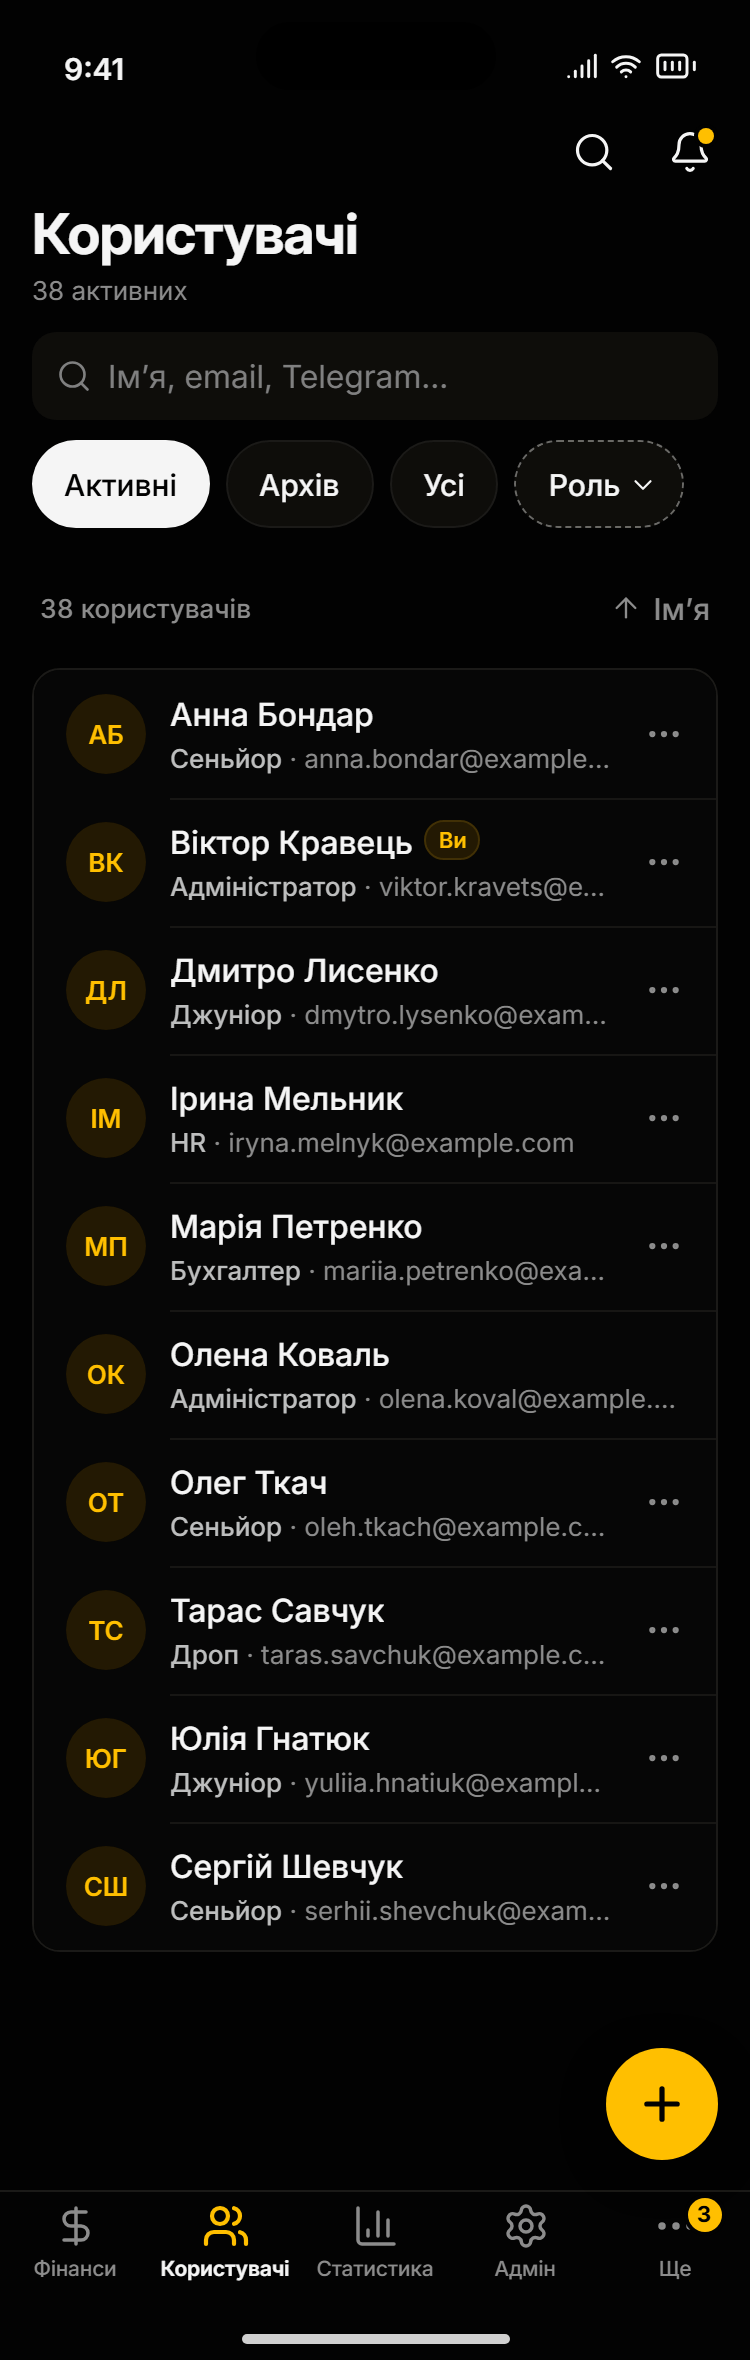 9:41
Користувачі
38 активних
Ім’я, email, Telegram...
Активні Архів Усі Роль
38 користувачів ↑ Ім’я
АБ Анна Бондар
Сеньйор · anna.bondar@example...
ВК Віктор Кравець Ви
Адміністратор · viktor.kravets@e...
ДЛ Дмитро Лисенко
Джуніор · dmytro.lysenko@exam...
ІМ Ірина Мельник
HR · iryna.melnyk@example.com
МП Марія Петренко
Бухгалтер · mariia.petrenko@exa...
ОК Олена Коваль
Адміністратор · olena.koval@example....
ОТ Олег Ткач
Сеньйор · oleh.tkach@example.c...
ТС Тарас Савчук
Дроп · taras.savchuk@example.c...
ЮГ Юлія Гнатюк
Джуніор · yuliia.hnatiuk@exampl...
СШ Сергій Шевчук
Сеньйор · serhii.shevchuk@exam...
3
Фінанси Користувачі Статистика Адмін Ще